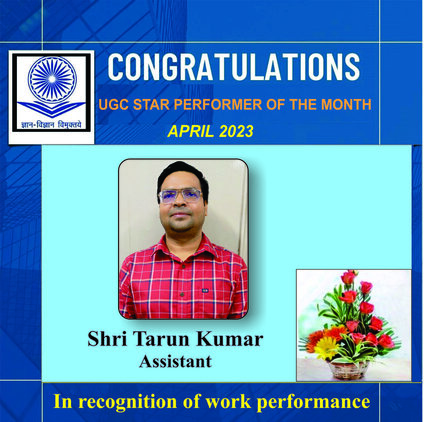 CONGRATULATIONS
UGC STAR PERFORMER OF THE MONTH
APRIL 2023
ज्ञान-विज्ञान विमुक्तये
Shri Tarun Kumar
Assistant
In recognition of work performance